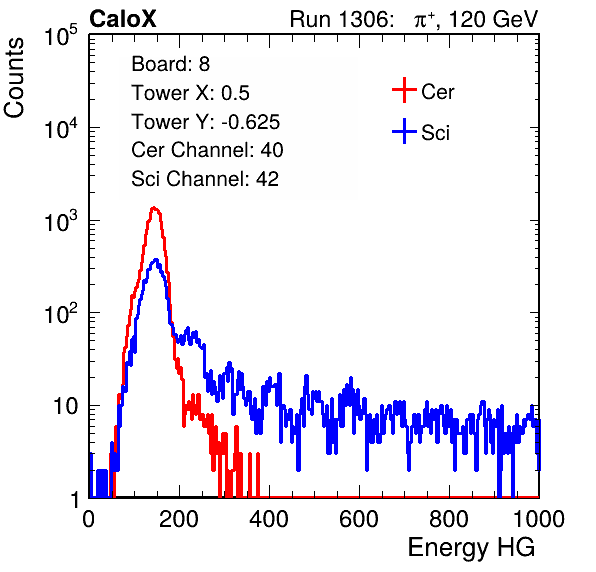 CaloX Run 1306: π⁺, 120 GeV
Counts
10⁵
10⁴
10³
10²
10
1
Board: 8
Tower X: 0.5
Tower Y: -0.625
Cer Channel: 40
Sci Channel: 42
Cer
Sci
0 200 400 600 800 1000
Energy HG